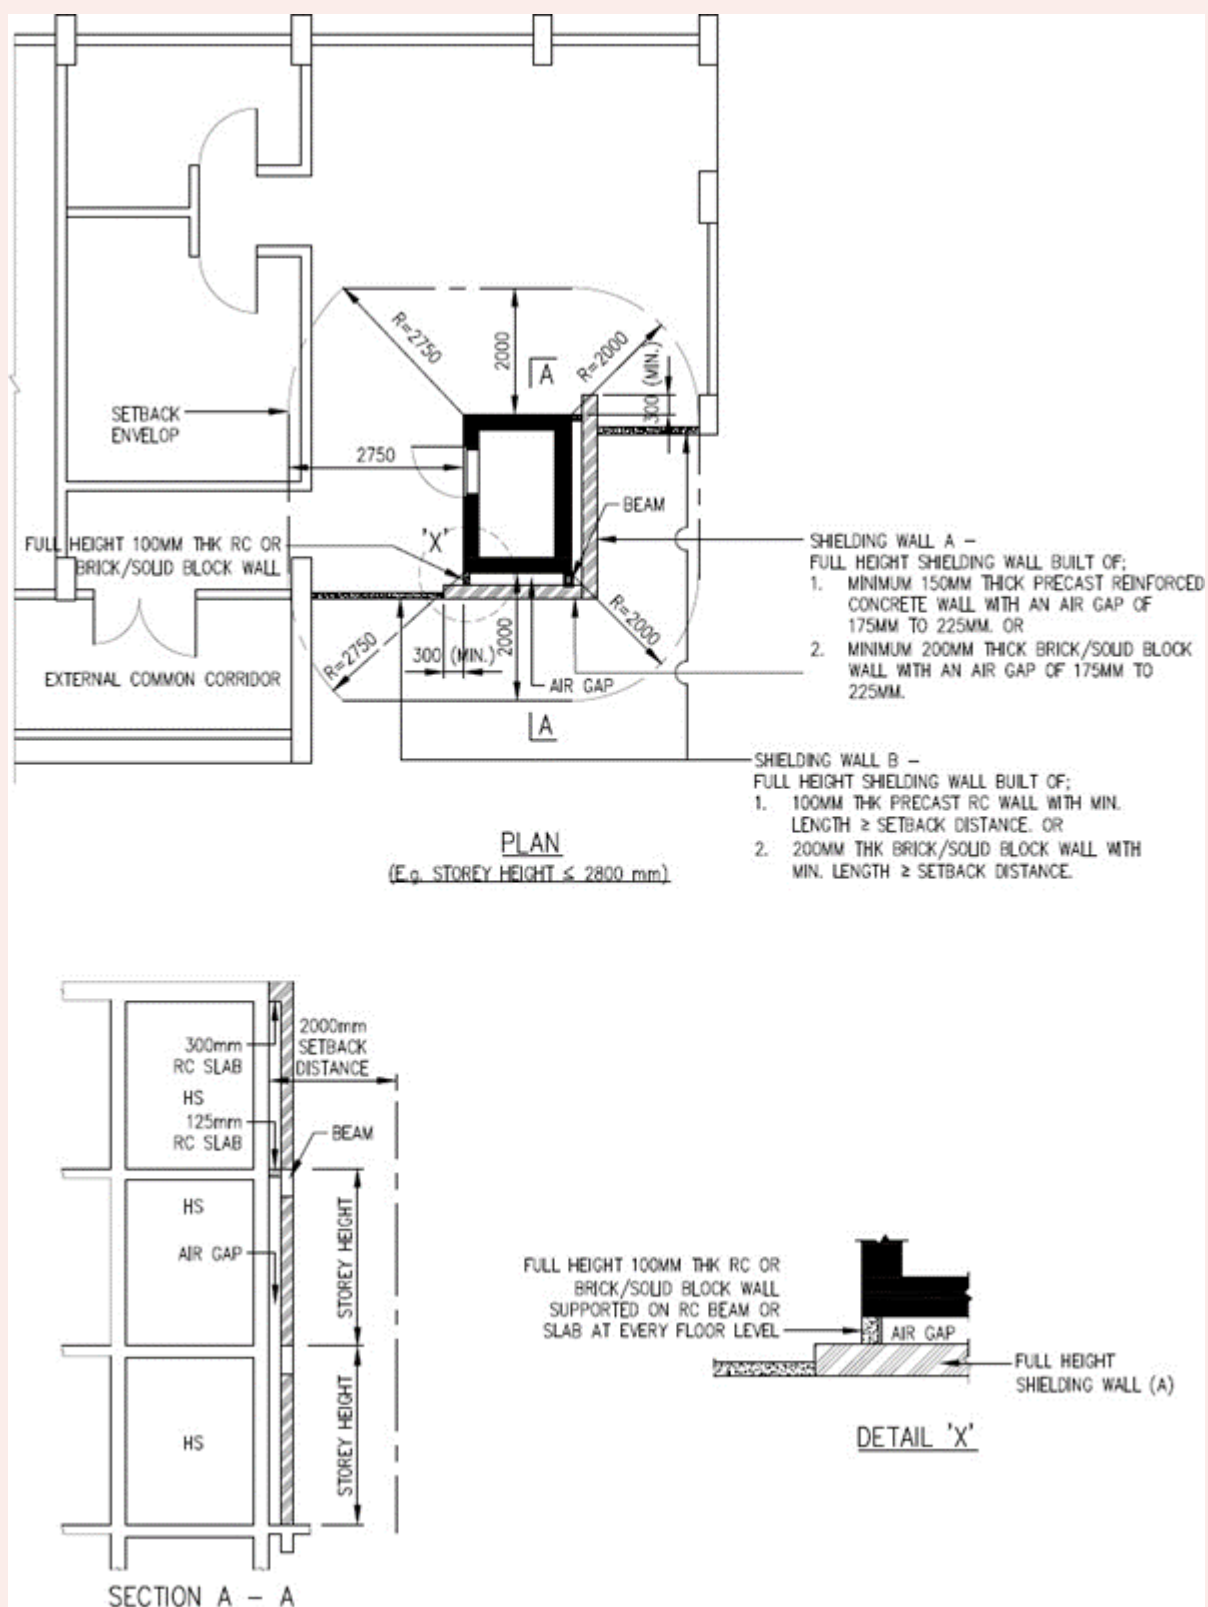 R=2750
2000
A
R=2000
300 (MIN.)
SETBACK
ENVELOP
2750
BEAM
'X'
FULL HEIGHT 100MM THK RC OR
BRICK/SOLID BLOCK WALL
R=2750
300 (MIN.)
2000
R=2000
AIR GAP
A
EXTERNAL COMMON CORRIDOR
SHIELDING WALL A –
FULL HEIGHT SHIELDING WALL BUILT OF;
1. MINIMUM 150MM THICK PRECAST REINFORCED
CONCRETE WALL WITH AN AIR GAP OF
175MM TO 225MM. OR
2. MINIMUM 200MM THICK BRICK/SOLID BLOCK
WALL WITH AN AIR GAP OF 175MM TO
225MM.
SHIELDING WALL B –
FULL HEIGHT SHIELDING WALL BUILT OF;
1. 100MM THK PRECAST RC WALL WITH MIN.
LENGTH ≥ SETBACK DISTANCE. OR
2. 200MM THK BRICK/SOLID BLOCK WALL WITH
MIN. LENGTH ≥ SETBACK DISTANCE.
PLAN
(E.g. STOREY HEIGHT ≤ 2800 mm)
300mm
RC SLAB
HS
125mm
RC SLAB
2000mm
SETBACK
DISTANCE
BEAM
HS
AIR GAP
STOREY HEIGHT
HS
STOREY HEIGHT
SECTION A – A
FULL HEIGHT 100MM THK RC OR
BRICK/SOLID BLOCK WALL
SUPPORTED ON RC BEAM OR
SLAB AT EVERY FLOOR LEVEL
AIR GAP
FULL HEIGHT
SHIELDING WALL (A)
DETAIL 'X'